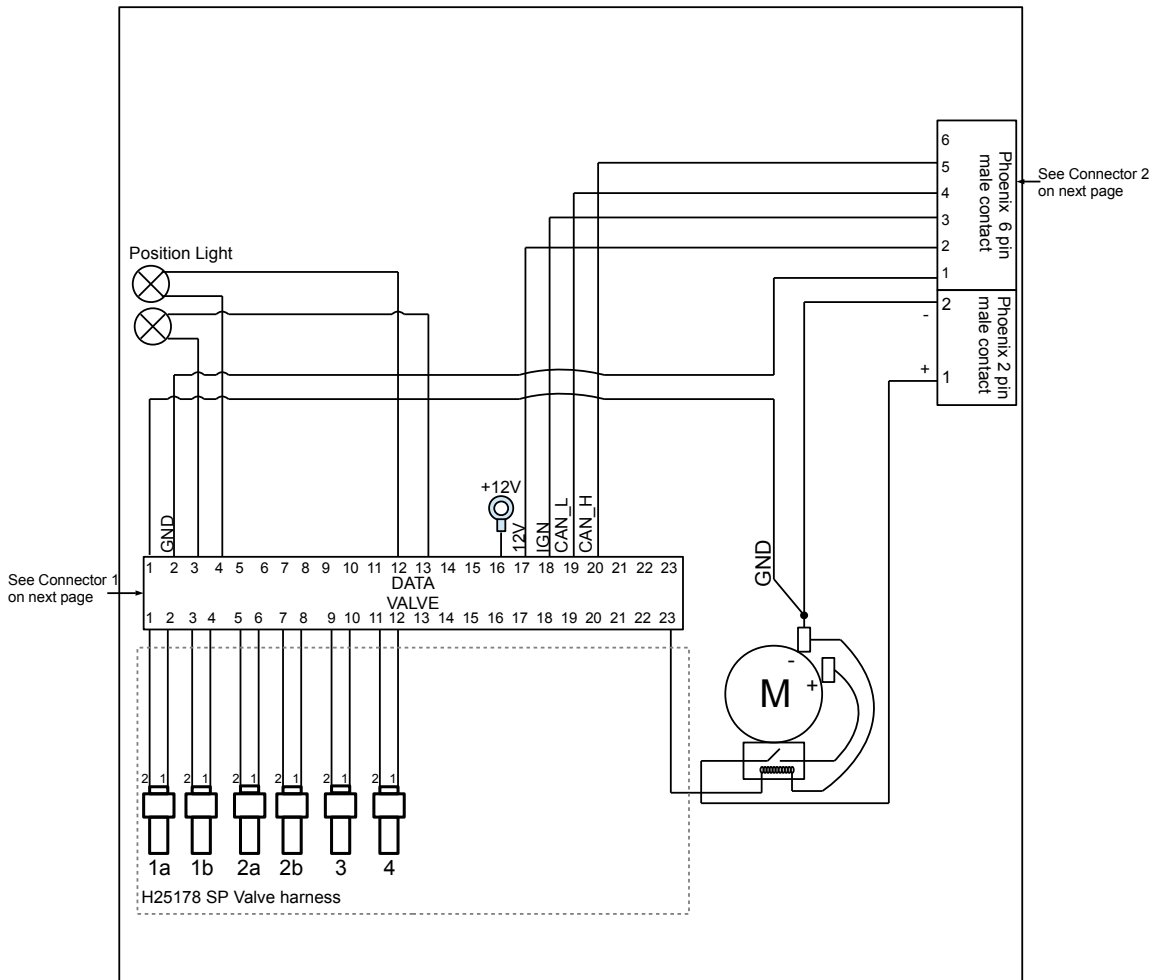 6
5
4
3
2
1
Phoenix 6 pin
male contact
See Connector 2
on next page
2
-
+
1
Phoenix 2 pin
male contact
Position Light
+12V
GND
12V
IGN
CAN_L
CAN_H
GND
1 2 3 4 5 6 7 8 9 10 11 12 13 14 15 16 17 18 19 20 21 22 23
DATA
VALVE
1 2 3 4 5 6 7 8 9 10 11 12 13 14 15 16 17 18 19 20 21 22 23
See Connector 1
on next page
-
+
M
2 1 2 1 2 1 2 1 2 1 2 1
1a 1b 2a 2b 3 4
H25178 SP Valve harness